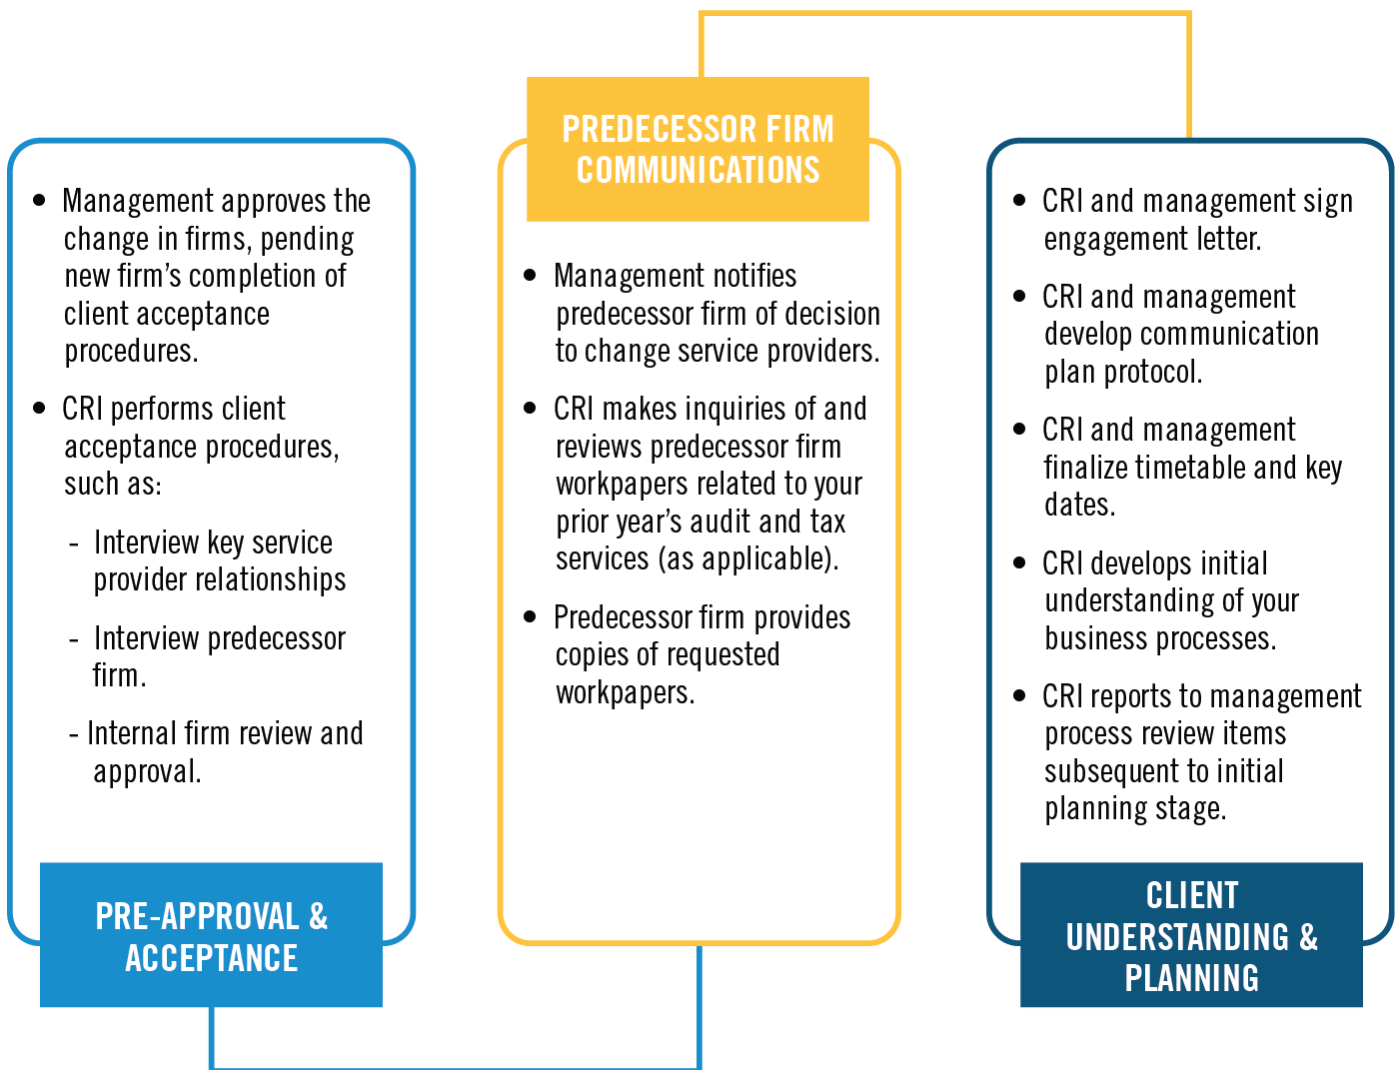 • Management approves the
change in firms, pending
new firm’s completion of
client acceptance
procedures.
• CRI performs client
acceptance procedures,
such as:
- Interview key service
provider relationships
- Interview predecessor
firm.
- Internal firm review and
approval.
PRE-APPROVAL &
ACCEPTANCE
PREDECESSOR FIRM
COMMUNICATIONS
• Management notifies
predecessor firm of decision
to change service providers.
• CRI makes inquiries of and
reviews predecessor firm
workpapers related to your
prior year’s audit and tax
services (as applicable).
• Predecessor firm provides
copies of requested
workpapers.
• CRI and management sign
engagement letter.
• CRI and management
develop communication
plan protocol.
• CRI and management
finalize timetable and key
dates.
• CRI develops initial
understanding of your
business processes.
• CRI reports to management
process review items
subsequent to initial
planning stage.
CLIENT
UNDERSTANDING &
PLANNING